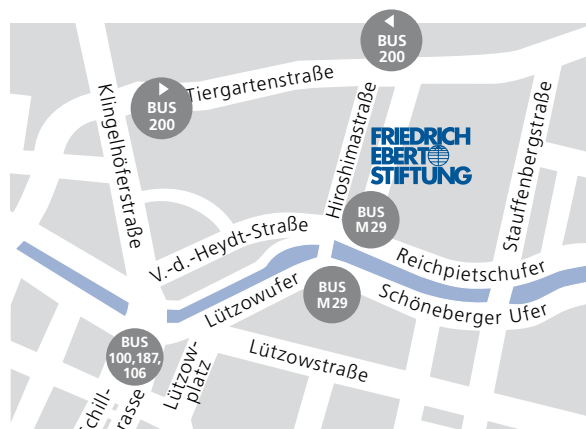 BUS
200
BUS
200
Tiergartenstraße
Klingelhöferstraße
Hiroshimastraße
FRIEDRICH
EBERT
STIFTUNG
Stauffenbergstraße
BUS
M29
V.-d.-Heydt-Straße
Reichpietschufer
BUS
M29
Schöneberger Ufer
Lützowufer
BUS
100,187,
106
Lützow-
platz
Lützowstraße
Schill-
strasse